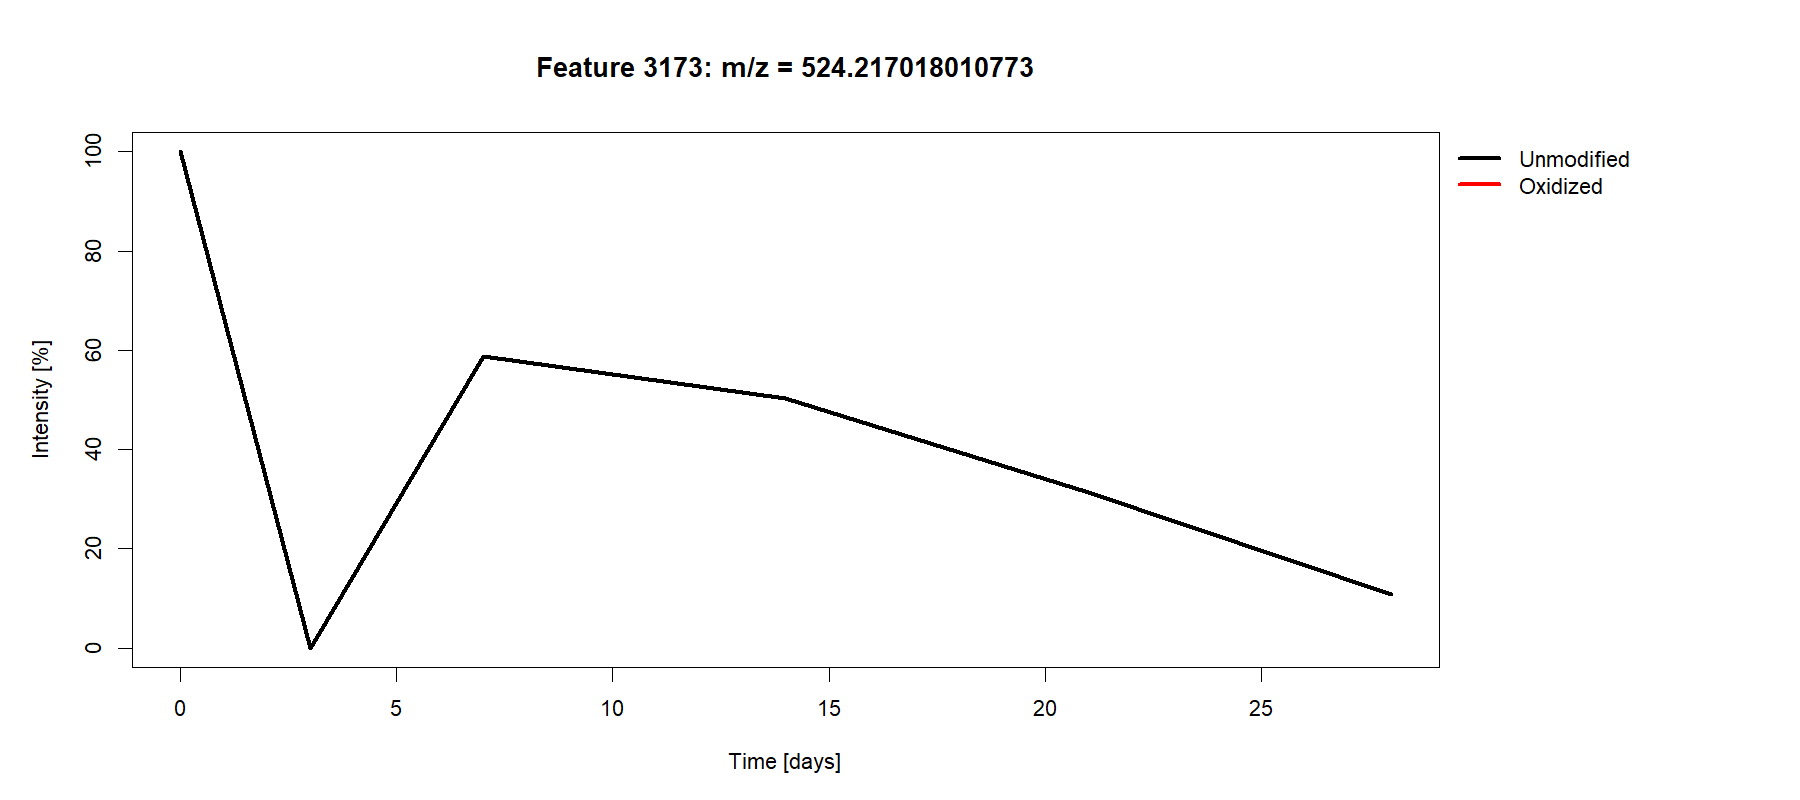 Feature 3173: m/z = 524.217018010773
Unmodified
Oxidized
Intensity [%]
100
80
60
40
20
0
0 5 10 15 20 25
Time [days]